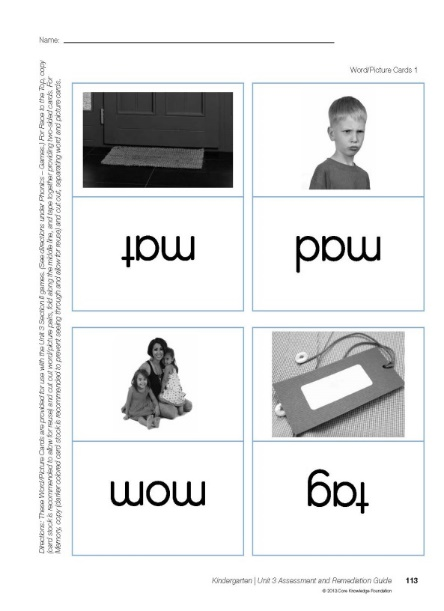 Name:
Word/Picture Cards 1
Directions: These Word/Picture Cards are provided for use with the Unit 3 Section II games. (See directions under Phonics – Games.) For Race to the Top, copy
(card stock is recommended to allow for reuse) and cut out word/picture pairs, fold along the middle line, and tape together providing two-sided cards. For
Memory, copy (darker colored card stock is recommended to prevent seeing through and allow for reuse) and cut out, separating word and picture cards.
mat
mad
mom
tag
Kindergarten | Unit 3 Assessment and Remediation Guide 113
© 2013 Core Knowledge Foundation